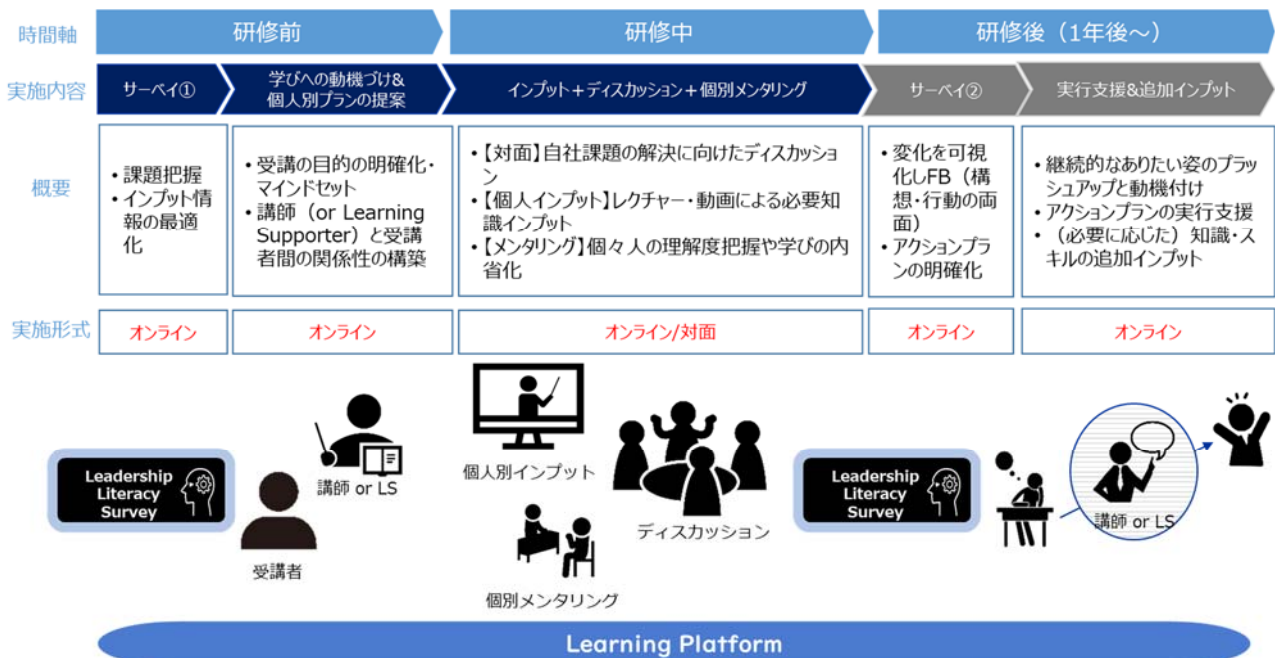 時間軸
研修前
研修中
研修後（1年後～）
実施内容
サーベイ①
学びへの動機づけ&
個人別プランの提案
インプット＋ディスカッション＋個別メンタリング
サーベイ②
実行支援&追加インプット
概要
• 課題把握
• インプット情
報の最適
化
• 受講の目的の明確化・
マインドセット
• 講師（or Learning
Supporter）と受講
者間の関係性の構築
• 【対面】自社課題の解決に向けたディスカッショ
ン
• 【個人インプット】レクチャー・動画による必要知
識インプット
• 【メンタリング】個々人の理解度把握や学びの内
省化
• 変化を可視
化しFB（構
想・行動の両
面）
• アクションプ
ランの明確化
• 継続的なありたい姿のブラッ
シュアップと動機付け
• アクションプランの実行支援
• （必要に応じた）知識・ス
キルの追加インプット
実施形式
オンライン
オンライン
オンライン/対面
オンライン
オンライン
Leadership
Literacy
Survey
受講者
講師 or LS
個人別インプット
個別メンタリング
ディスカッション
Leadership
Literacy
Survey
講師 or LS
Learning Platform